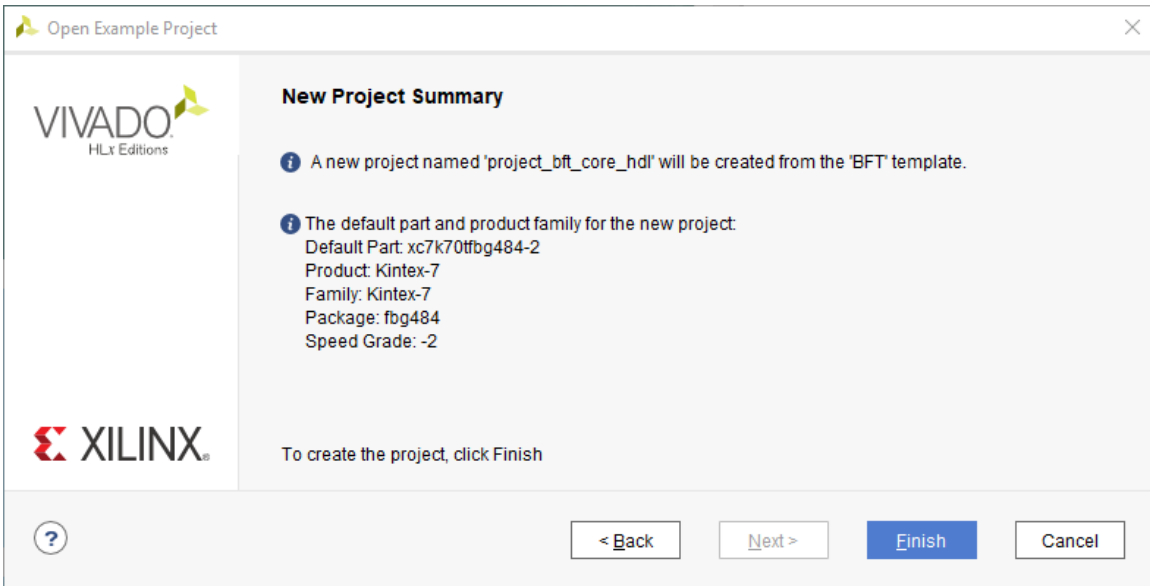 Open Example Project
VIVADO.
HLx Editions
New Project Summary
A new project named 'project_bft_core_hdl' will be created from the 'BFT' template.
The default part and product family for the new project:
Default Part: xc7k70tfbg484-2
Product: Kintex-7
Family: Kintex-7
Package: fbg484
Speed Grade: -2
XILINX
To create the project, click Finish
?
< Back
Next >
Finish
Cancel